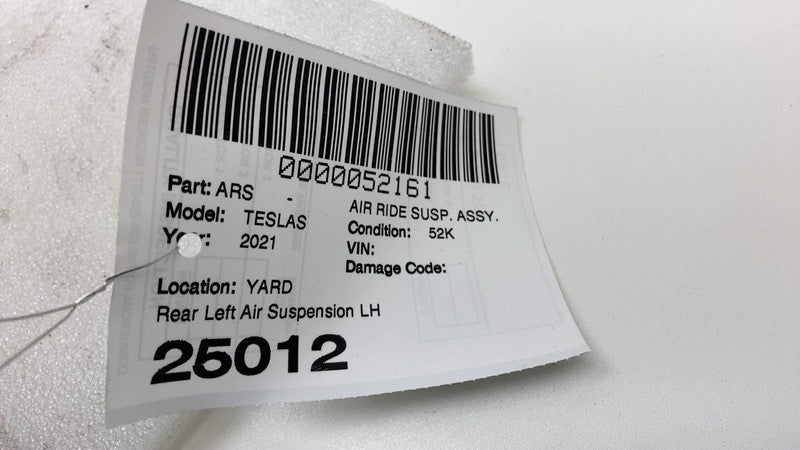 0000052161
Part: ARS - AIR RIDE SUSP. ASSY.
Model: TESLAS Condition: 52K
Year: 2021 VIN:
Damage Code:
Location: YARD
Rear Left Air Suspension LH
25012